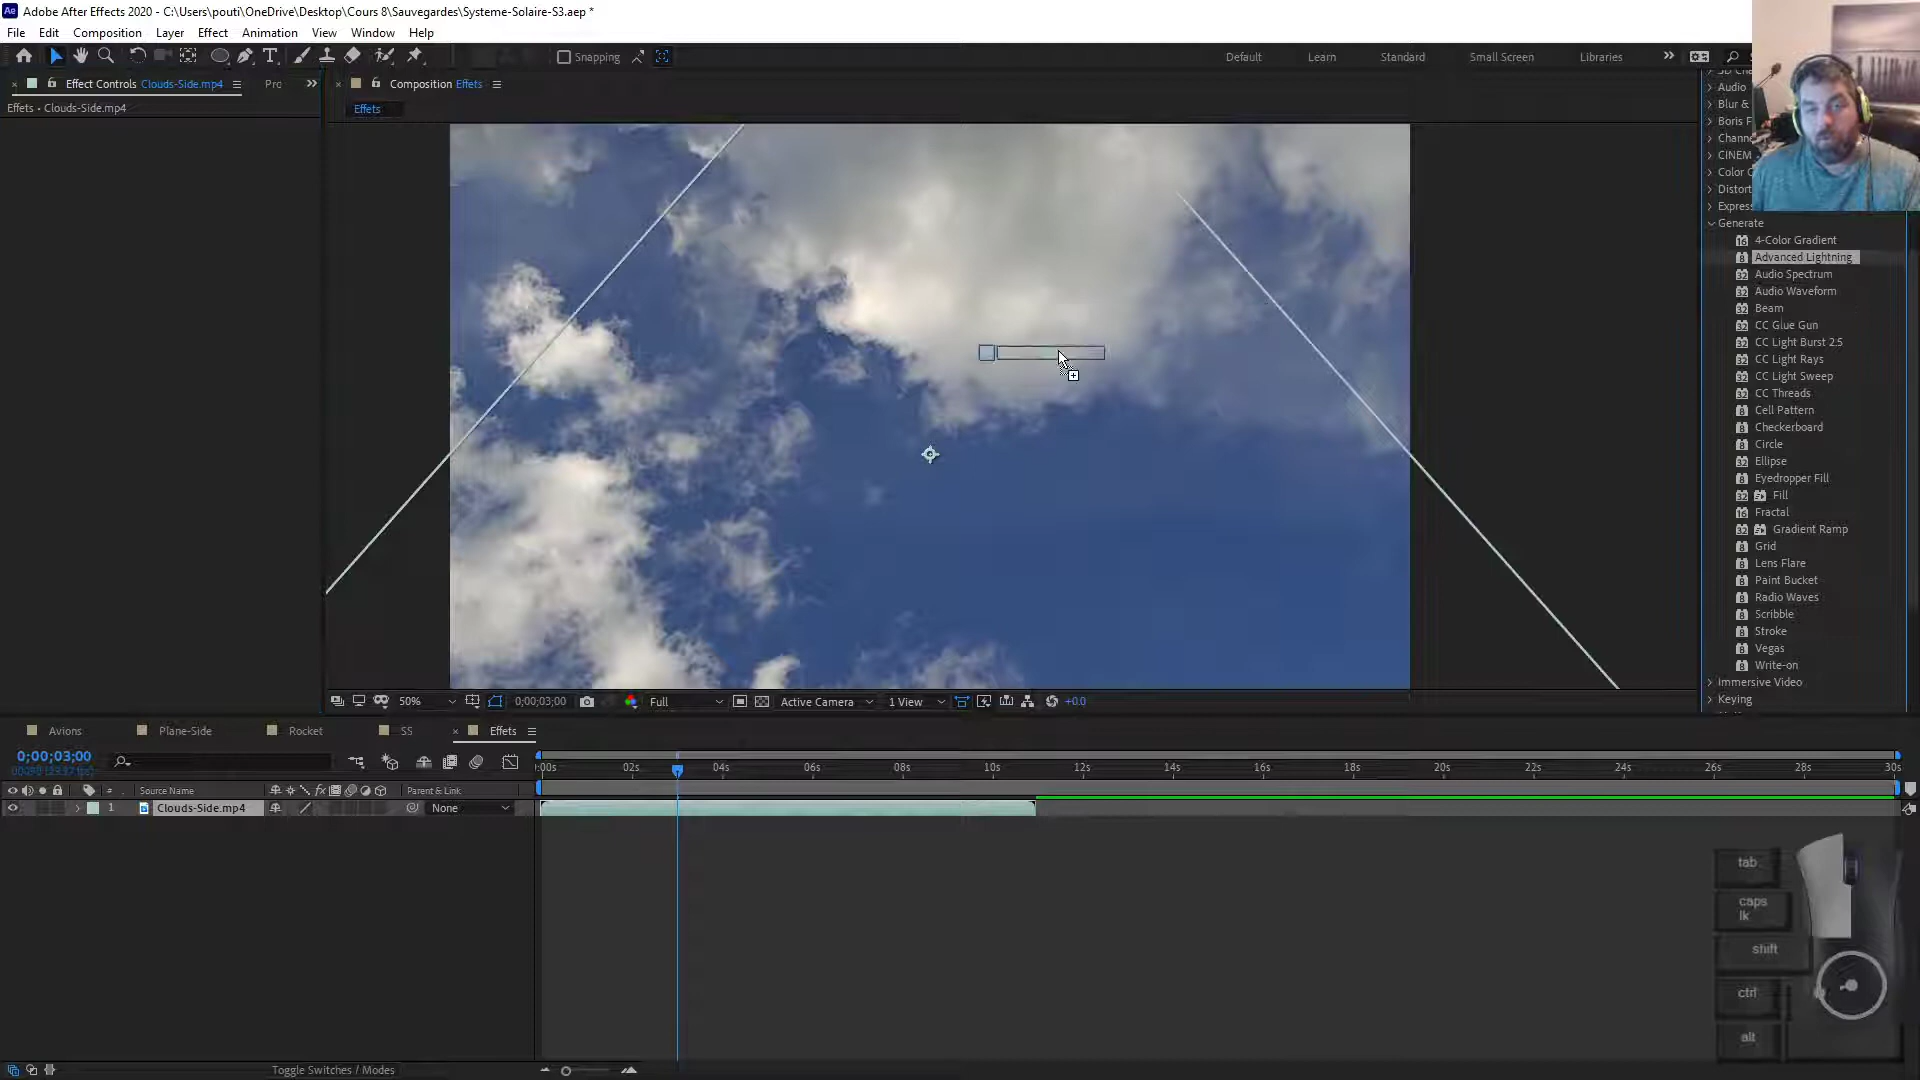 Adobe After Effects 2020 - C:\Users\pouti\OneDrive\Desktop\Cours 8\Sauvegardes\Systeme-Solaire-S3.aep *
File Edit Composition Layer Effect Animation View Window Help
Snapping Default Learn Standard Small Screen Libraries
Effect Controls Clouds-Side.mp4
Composition Effets
Effets • Clouds-Side.mp4
Effets
Audio
Blur &
Boris F
Chann
CINEM
Color C
Distort
Express
Generate
4-Color Gradient
Advanced Lightning
Audio Spectrum
Audio Waveform
Beam
CC Glue Gun
CC Light Burst 2.5
CC Light Rays
CC Light Sweep
CC Threads
Cell Pattern
Checkerboard
Circle
Ellipse
Eyedropper Fill
Fill
Fractal
Gradient Ramp
Grid
Lens Flare
Paint Bucket
Radio Waves
Scribble
Stroke
Vegas
Write-on
Immersive Video
Keying
50% 0;00;03;00 Full Active Camera 1 View +0.0
Avions Plane-Side Rocket SS Effets
0;00;03;00
:00s 02s 04s 06s 08s 10s 12s 14s 16s 18s 20s 22s 24s 26s 28s 30s
# Source Name Parent & Link
1 Clouds-Side.mp4 None
Toggle Switches / Modes
tab
caps
lk
shift
ctrl
alt